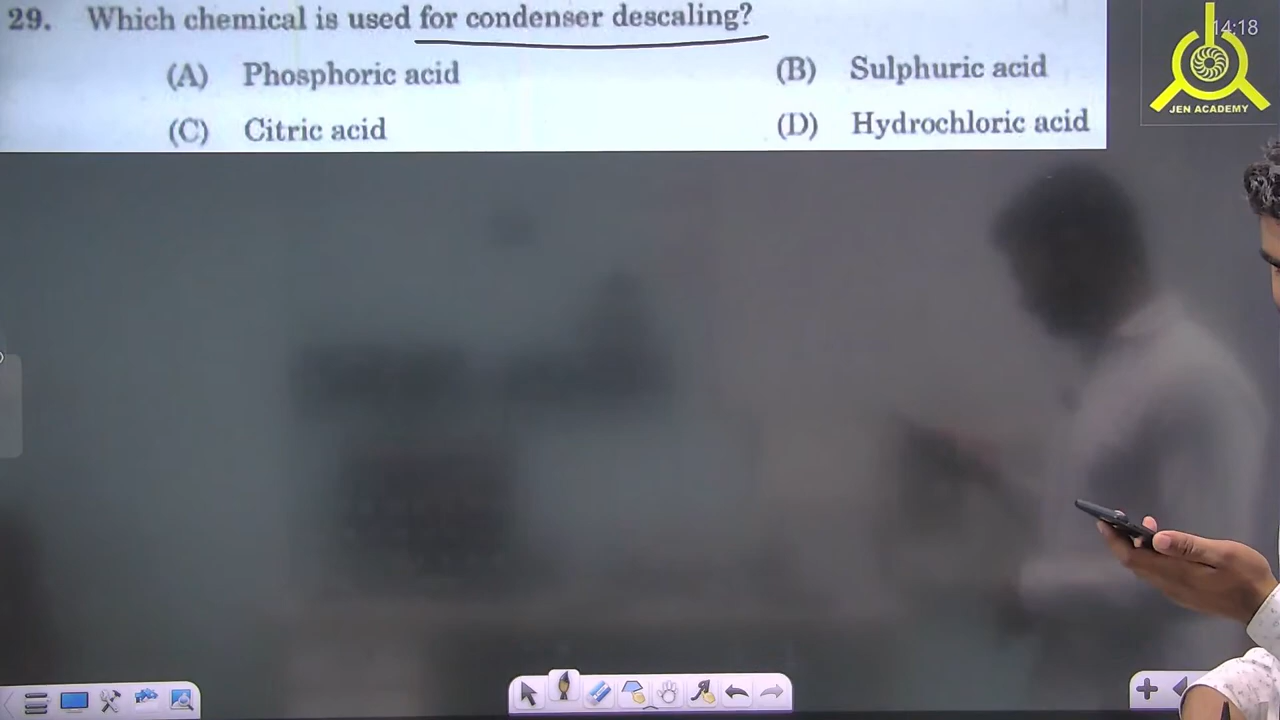 29. Which chemical is used for condenser descaling?
(A) Phosphoric acid (B) Sulphuric acid
(C) Citric acid (D) Hydrochloric acid
14:18
JEN ACADEMY